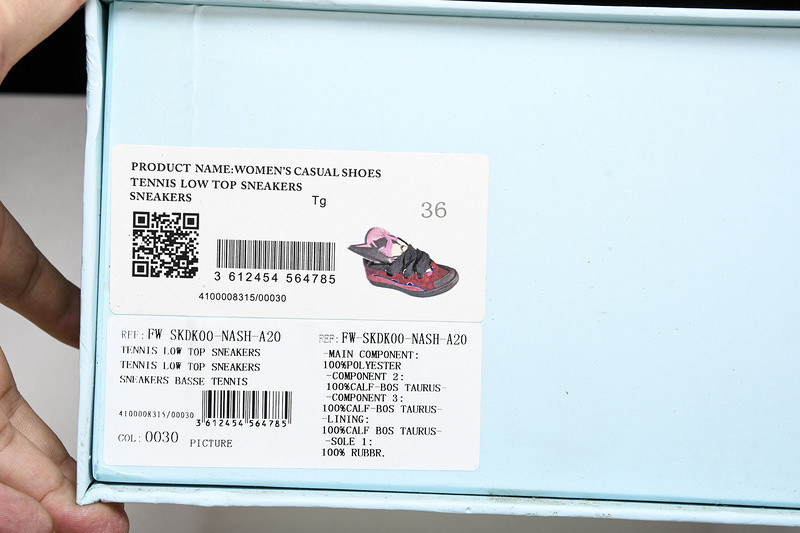 PRODUCT NAME:WOMEN'S CASUAL SHOES
TENNIS LOW TOP SNEAKERS
SNEAKERS
Tg
36
3 612454 564785
4100008315/00030
REF:FW SKDK00-NASH-A20
TENNIS LOW TOP SNEAKERS
TENNIS LOW TOP SNEAKERS
SNEAKERS BASSE TENNIS
4100008315/00030
3 612454 564785
COL: 0030 PICTURE
REF:FW-SKDK00-NASH-A20
-MAIN COMPONENT:
100%POLYESTER
-COMPONENT 2:
100%CALF-BOS TAURUS-
-COMPONENT 3:
100%CALF-BOS TAURUS-
-LINING:
100%CALF BOS TAURUS-
-SOLE 1:
100% RUBBR.